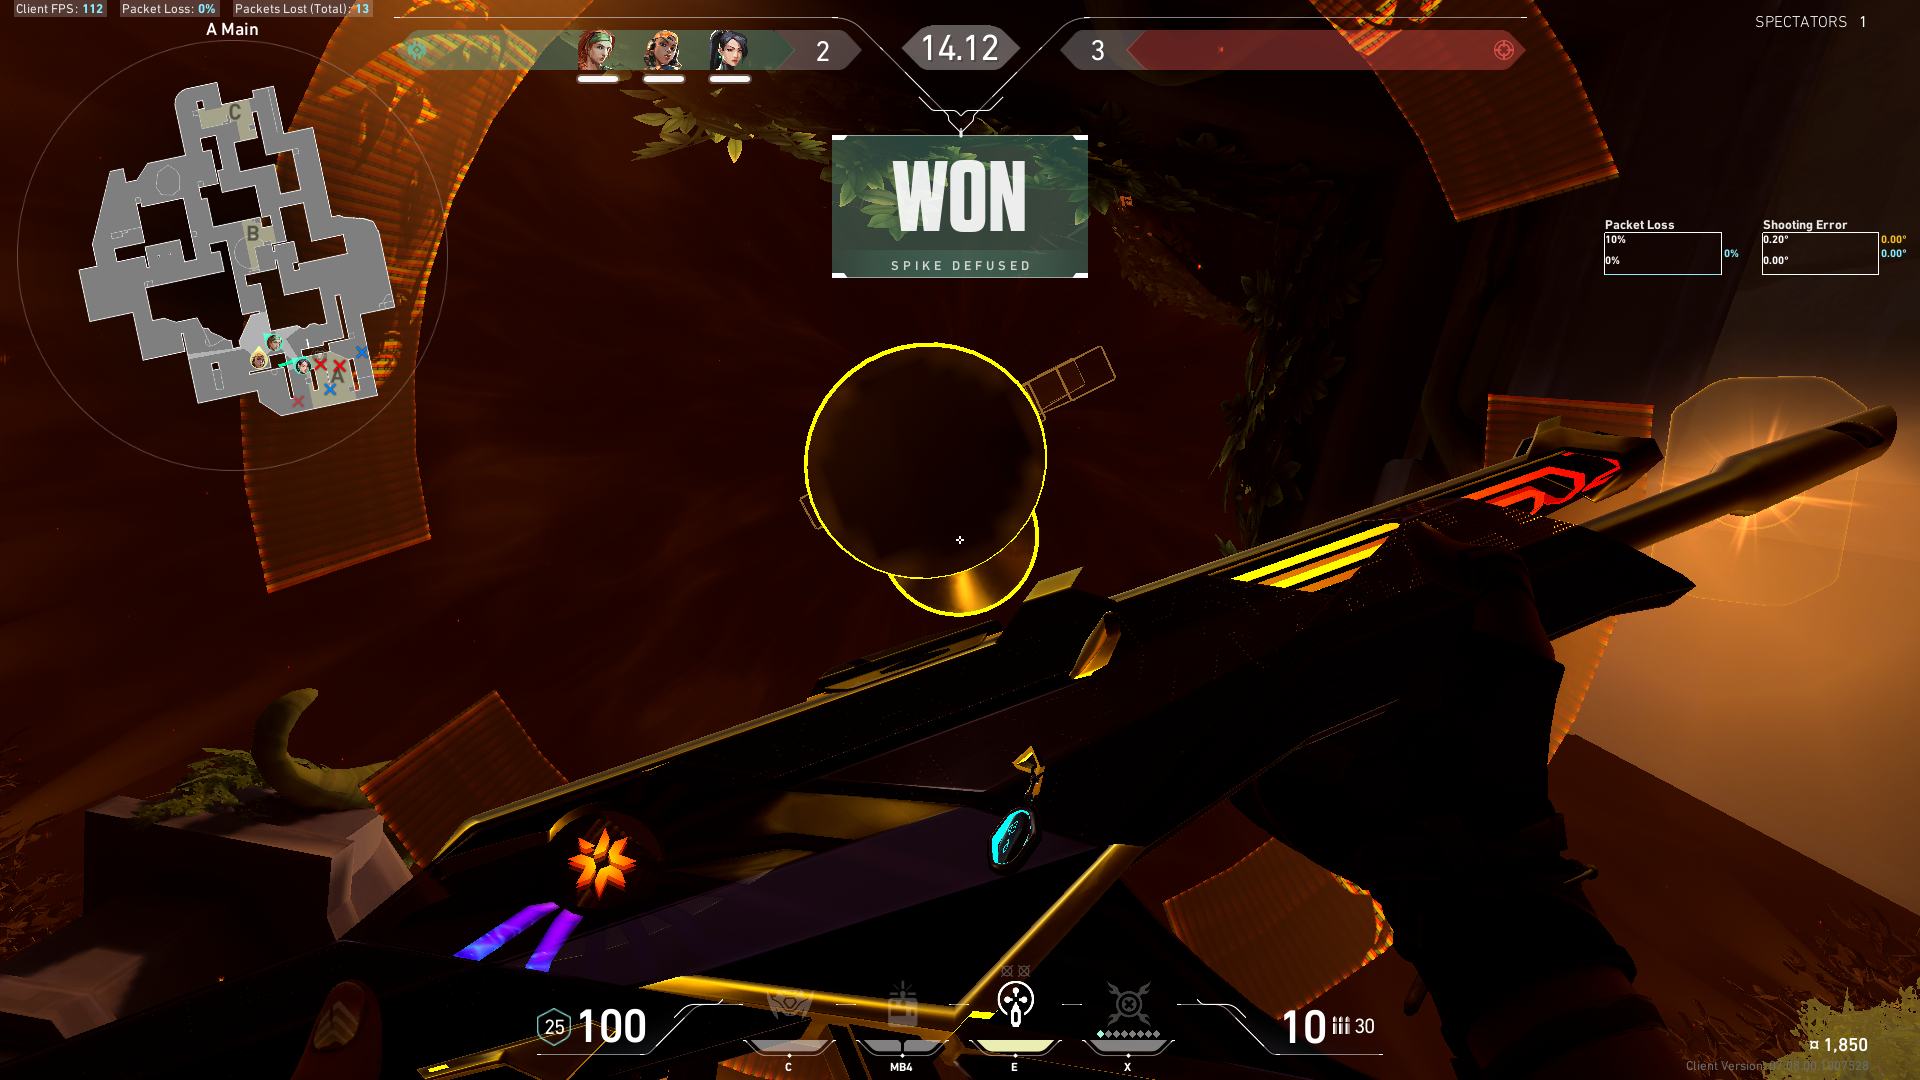 Client FPS: 112 Packet Loss: 0% Packets Lost (Total): 13
A Main
SPECTATORS 1
2 14.12 3
C
B
A
WON
SPIKE DEFUSED
Packet Loss
10%
0%
0%
Shooting Error
0.20°
0.00°
0.00°
0.00°
25 100
C MB4 E X
10 30
¤ 1,850